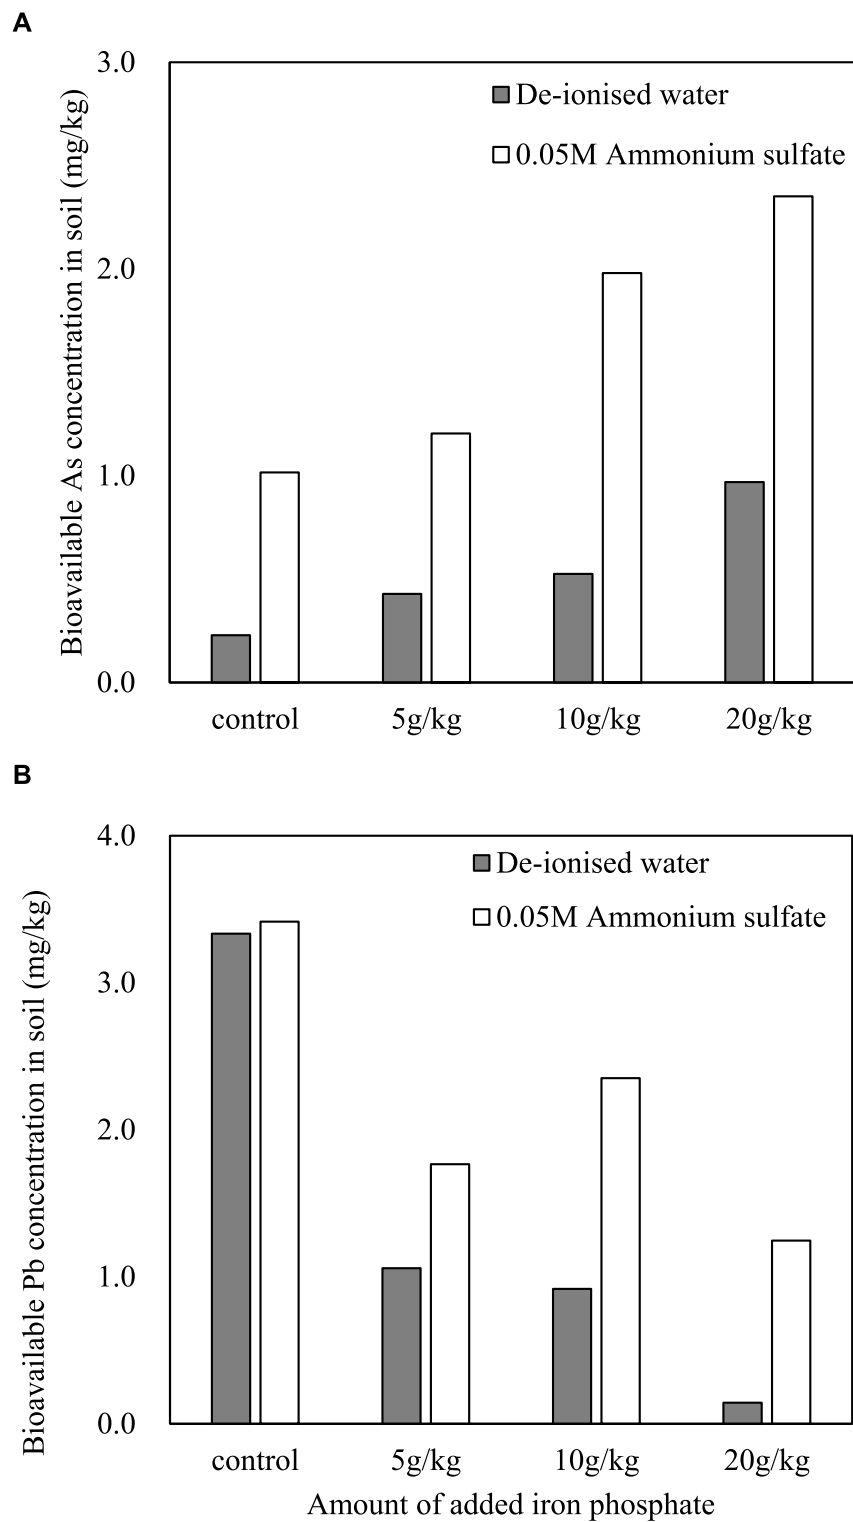 A
3.0
De-ionised water
0.05M Ammonium sulfate
2.0
1.0
0.0
Bioavailable As concentration in soil (mg/kg)
control 5g/kg 10g/kg 20g/kg
B
4.0
De-ionised water
0.05M Ammonium sulfate
3.0
2.0
1.0
0.0
Bioavailable Pb concentration in soil (mg/kg)
control 5g/kg 10g/kg 20g/kg
Amount of added iron phosphate